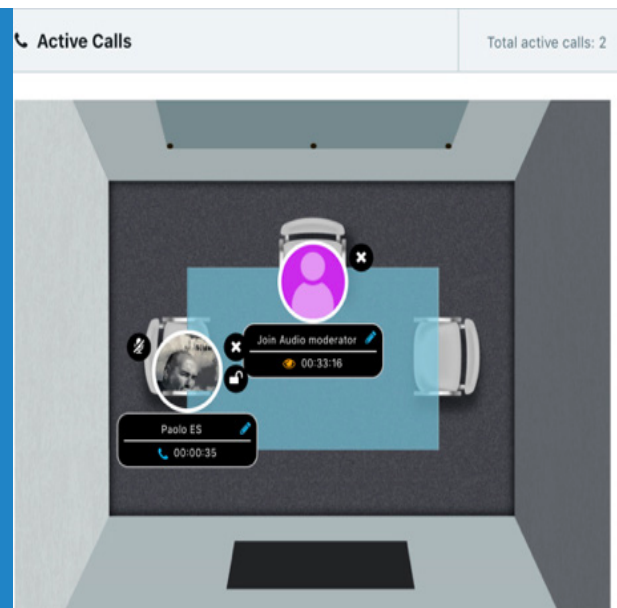 Active Calls
Total active calls: 2
Join Audio moderator
00:33:16
Paolo ES
00:00:35